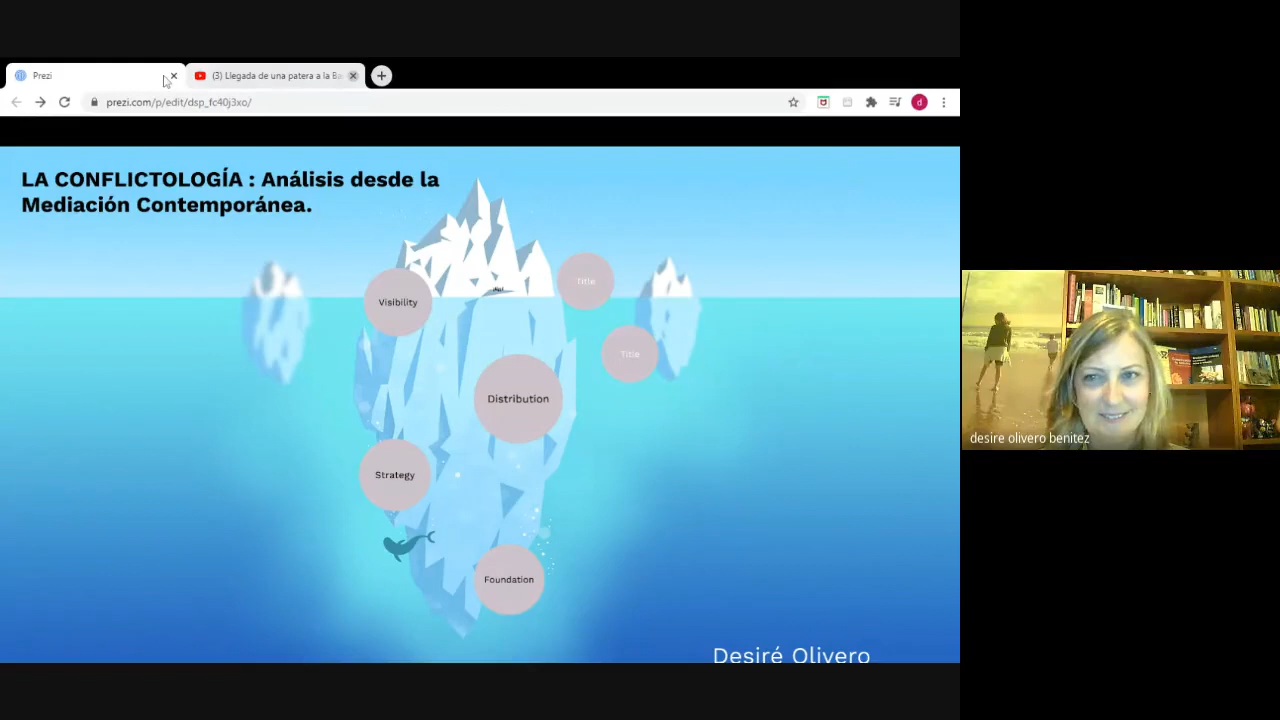 Prezi
(3) Llegada de una patera a la Ba
prezi.com/p/edit/dsp_fc40j3xo/
d
LA CONFLICTOLOGÍA : Análisis desde la
Mediación Contemporánea.
Title
Visibility
Title
Distribution
Strategy
Foundation
Desiré Olivero
desire olivero benitez